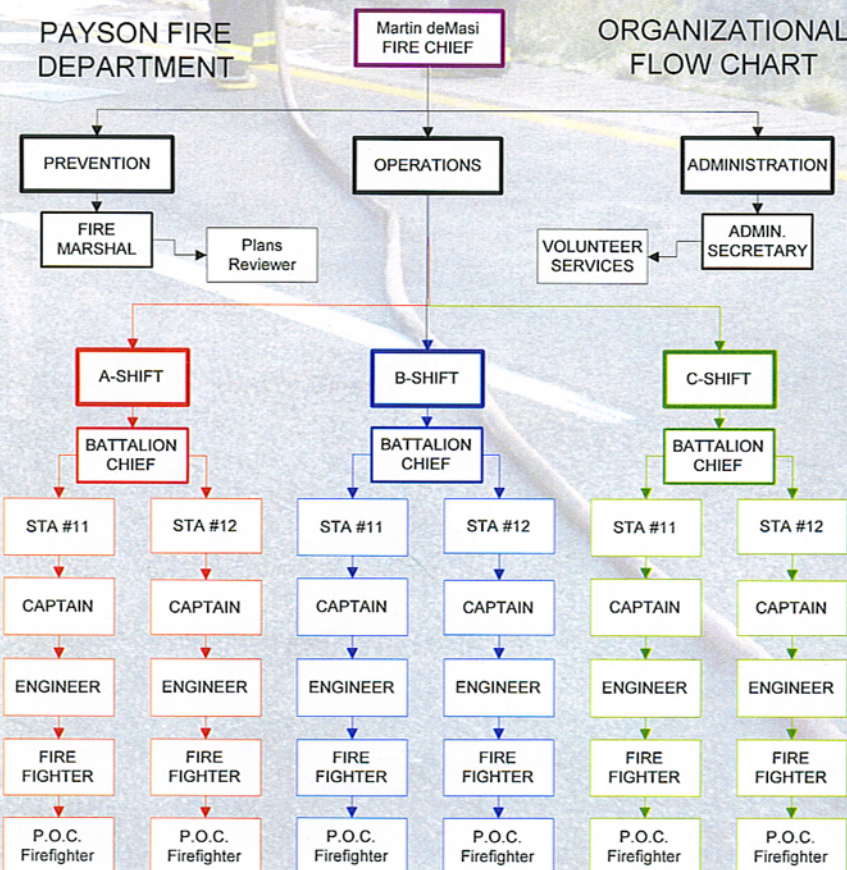 PAYSON FIRE
DEPARTMENT
Martin deMasi
FIRE CHIEF
ORGANIZATIONAL
FLOW CHART
PREVENTION
OPERATIONS
ADMINISTRATION
FIRE
MARSHAL
Plans
Reviewer
VOLUNTEER
SERVICES
ADMIN.
SECRETARY
A-SHIFT
B-SHIFT
C-SHIFT
BATTALION
CHIEF
BATTALION
CHIEF
BATTALION
CHIEF
STA #11
STA #12
STA #11
STA #12
STA #11
STA #12
CAPTAIN
CAPTAIN
CAPTAIN
CAPTAIN
CAPTAIN
CAPTAIN
ENGINEER
ENGINEER
ENGINEER
ENGINEER
ENGINEER
ENGINEER
FIRE
FIGHTER
FIRE
FIGHTER
FIRE
FIGHTER
FIRE
FIGHTER
FIRE
FIGHTER
FIRE
FIGHTER
P.O.C.
Firefighter
P.O.C.
Firefighter
P.O.C.
Firefighter
P.O.C.
Firefighter
P.O.C.
Firefighter
P.O.C.
Firefighter